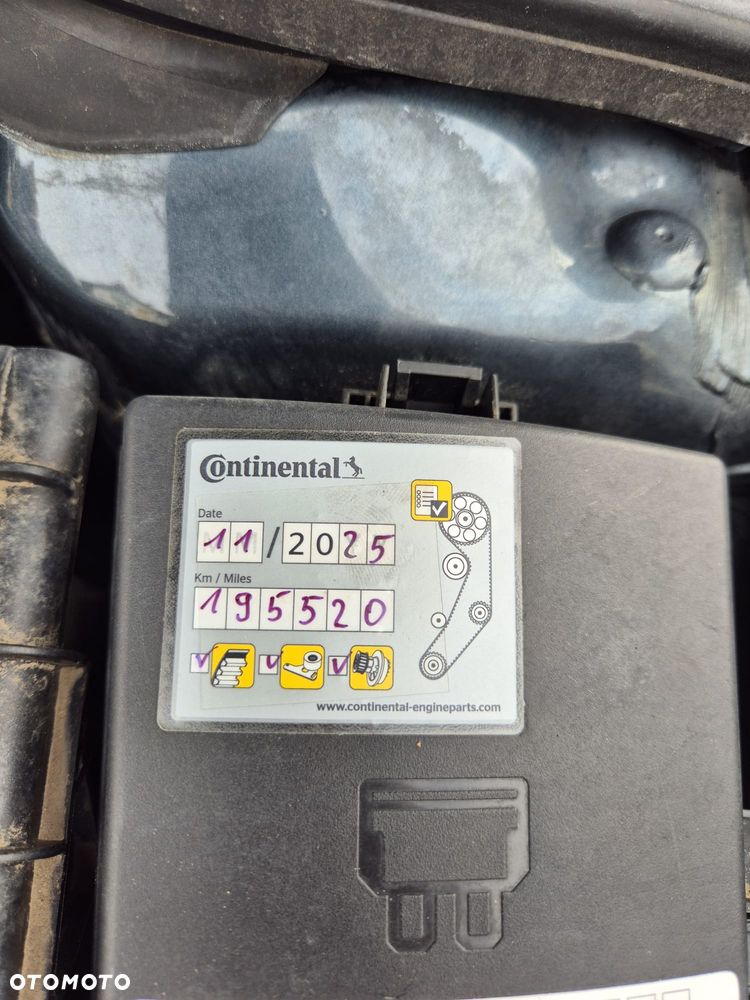 Continental
Date
11/2025
Km / Miles
195520
www.continental-engineparts.com
OTOMOTO